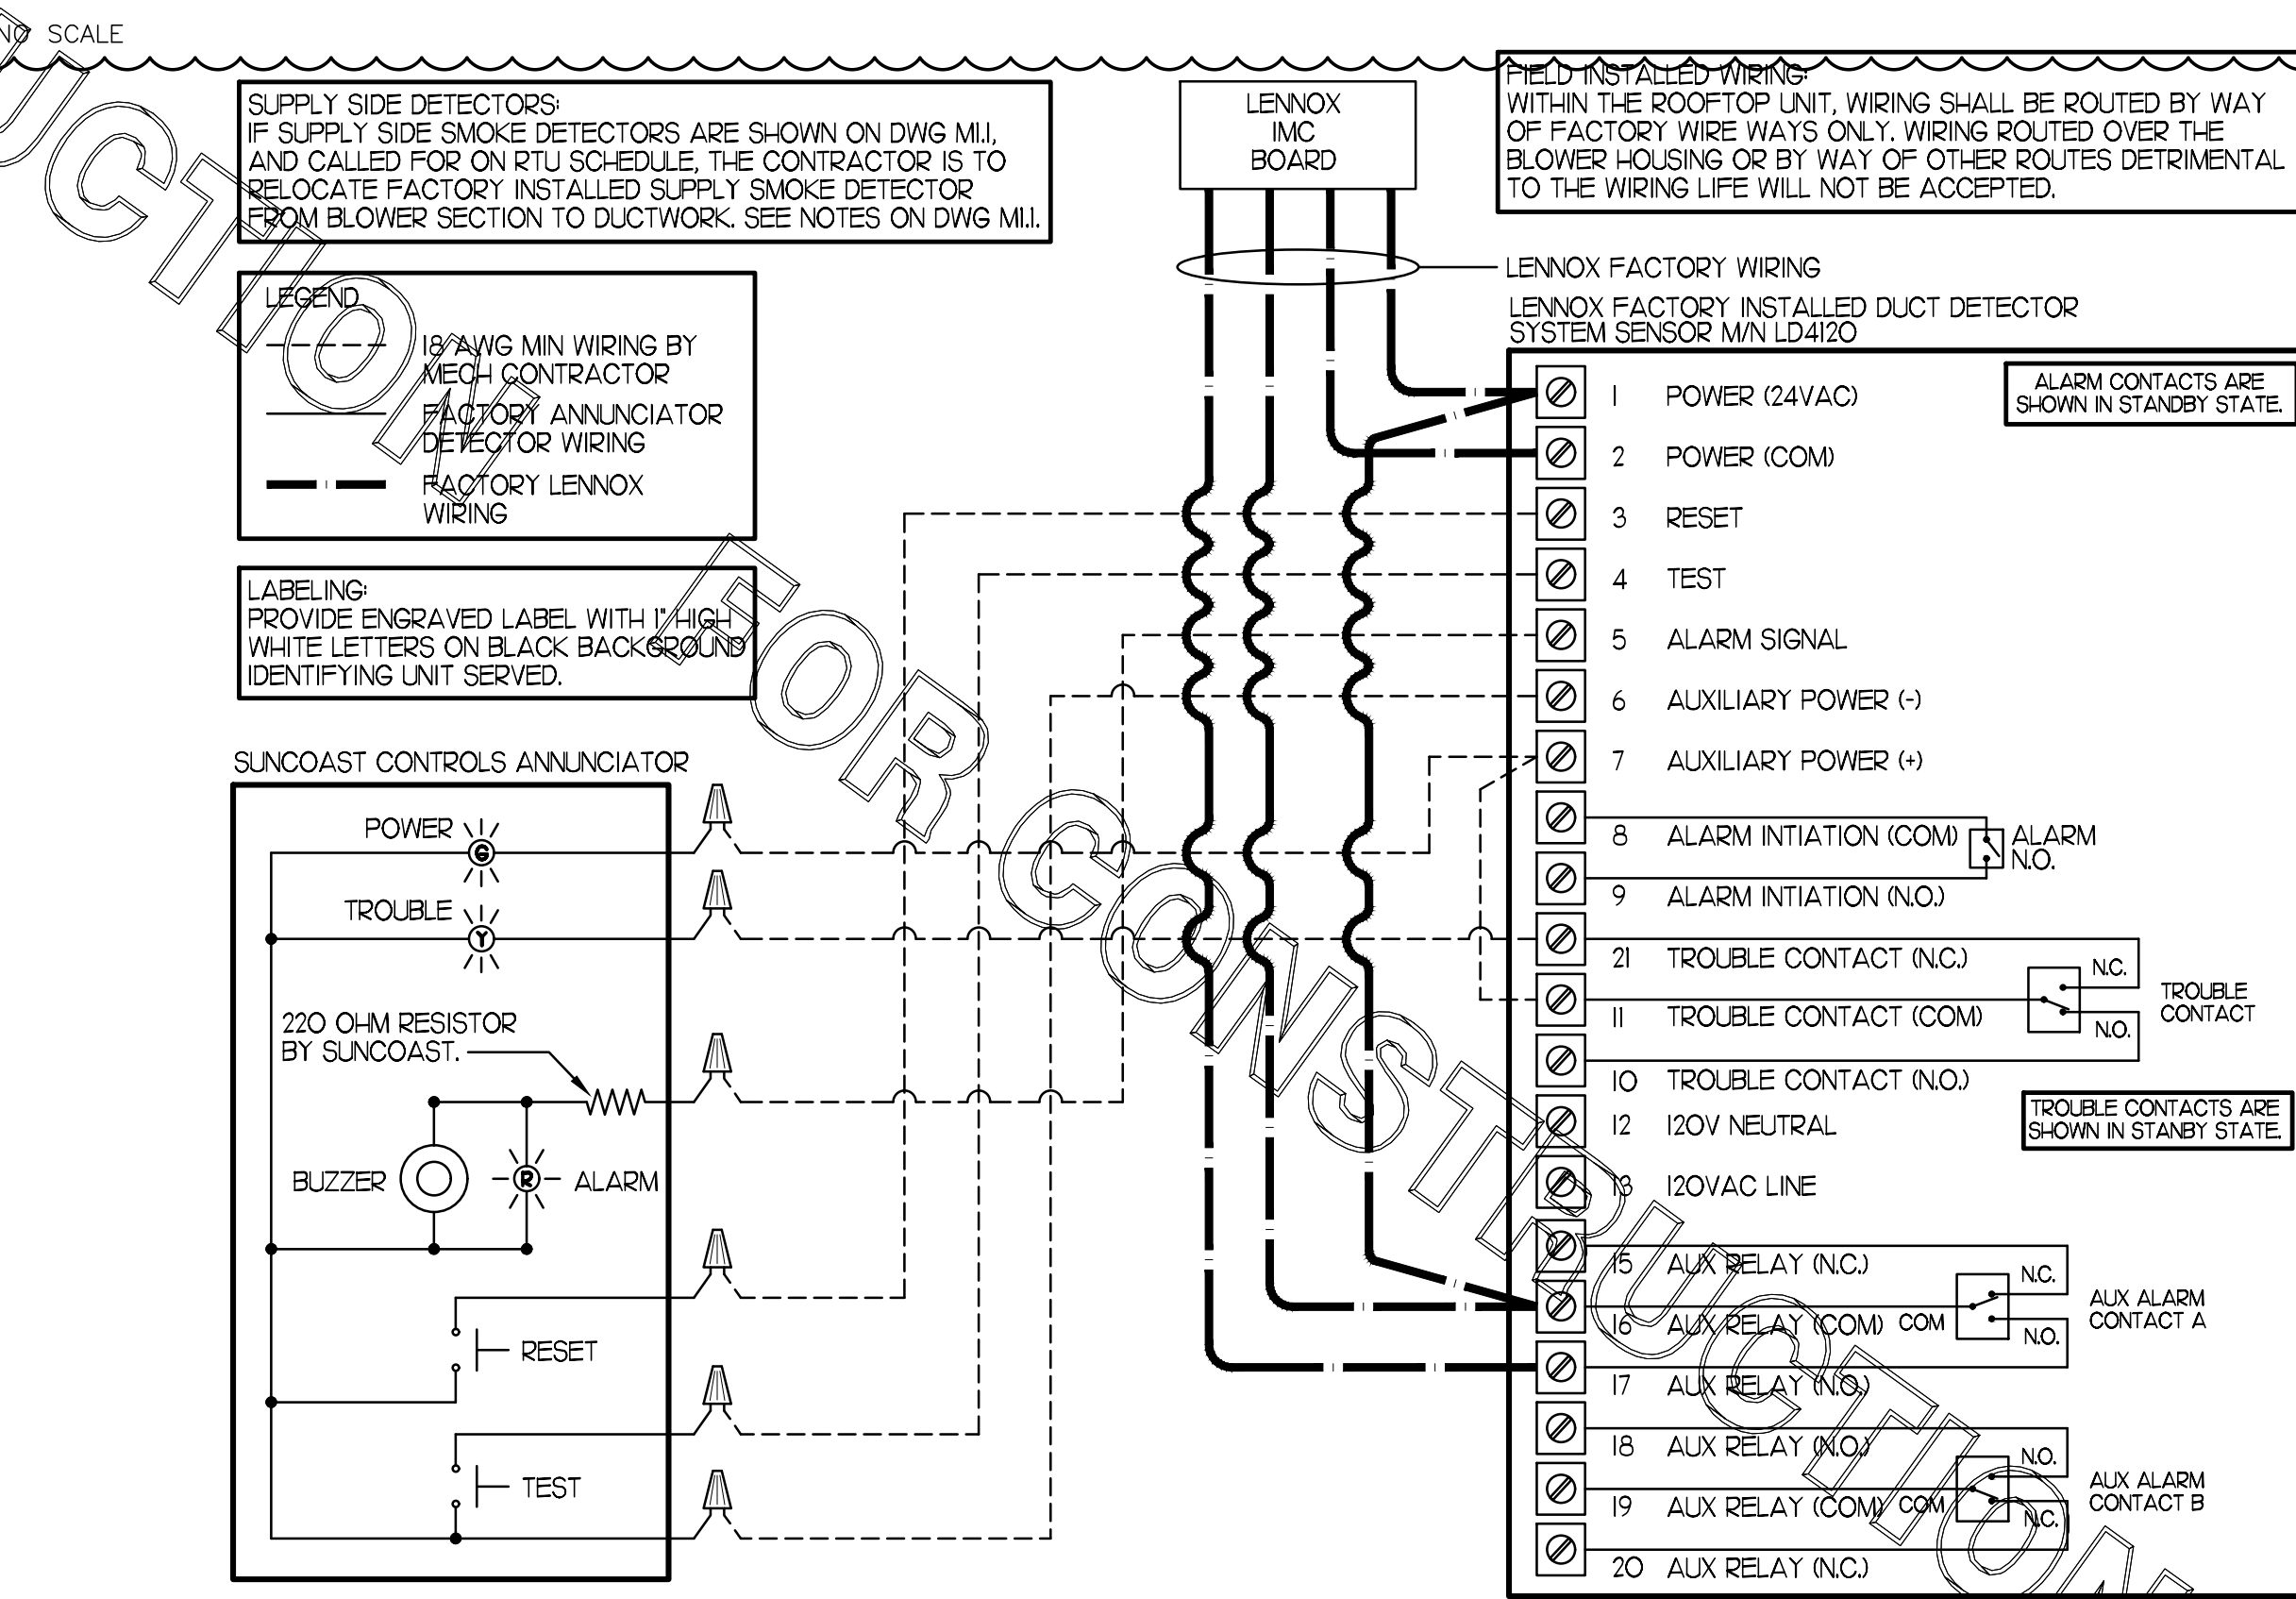 NO SCALE
SUPPLY SIDE DETECTORS:
IF SUPPLY SIDE SMOKE DETECTORS ARE SHOWN ON DWG M1.1,
AND CALLED FOR ON RTU SCHEDULE, THE CONTRACTOR IS TO
RELOCATE FACTORY INSTALLED SUPPLY SMOKE DETECTOR
FROM BLOWER SECTION TO DUCTWORK. SEE NOTES ON DWG M1.1.
LENNOX
IMC
BOARD
FIELD INSTALLED WIRING:
WITHIN THE ROOFTOP UNIT, WIRING SHALL BE ROUTED BY WAY
OF FACTORY WIRE WAYS ONLY. WIRING ROUTED OVER THE
BLOWER HOUSING OR BY WAY OF OTHER ROUTES DETRIMENTAL
TO THE WIRING LIFE WILL NOT BE ACCEPTED.
LENNOX FACTORY WIRING
LENNOX FACTORY INSTALLED DUCT DETECTOR
SYSTEM SENSOR M/N LD4120
LEGEND
18 AWG MIN WIRING BY
MECH CONTRACTOR
FACTORY ANNUNCIATOR
DETECTOR WIRING
FACTORY LENNOX
WIRING
LABELING:
PROVIDE ENGRAVED LABEL WITH 1" HIGH
WHITE LETTERS ON BLACK BACKGROUND
IDENTIFYING UNIT SERVED.
SUNCOAST CONTROLS ANNUNCIATOR
POWER
G
TROUBLE
Y
220 OHM RESISTOR
BY SUNCOAST.
BUZZER
R
ALARM
RESET
TEST
ALARM CONTACTS ARE
SHOWN IN STANDBY STATE.
1 POWER (24VAC)
2 POWER (COM)
3 RESET
4 TEST
5 ALARM SIGNAL
6 AUXILIARY POWER (-)
7 AUXILIARY POWER (+)
8 ALARM INTIATION (COM)
ALARM
N.O.
9 ALARM INTIATION (N.O.)
21 TROUBLE CONTACT (N.C.)
N.C.
TROUBLE
CONTACT
11 TROUBLE CONTACT (COM)
N.O.
10 TROUBLE CONTACT (N.O.)
TROUBLE CONTACTS ARE
SHOWN IN STANBY STATE.
12 120V NEUTRAL
13 120VAC LINE
15 AUX RELAY (N.C.)
N.C.
AUX ALARM
CONTACT A
16 AUX RELAY (COM) COM
N.O.
17 AUX RELAY (N.O.)
18 AUX RELAY (N.O.)
N.O.
AUX ALARM
CONTACT B
19 AUX RELAY (COM) COM
N.C.
20 AUX RELAY (N.C.)
UCTION
FOR CONSTRUCTION